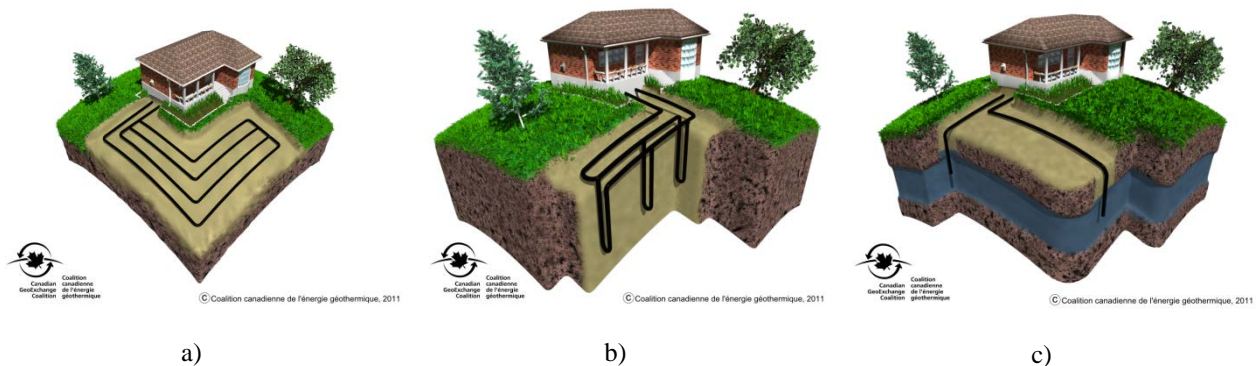 Canadian
GeoExchange
Coalition
Coalition
canadienne
de l'énergie
géothermique
© Coalition canadienne de l'énergie géothermique, 2011
a)
Canadian
GeoExchange
Coalition
Coalition
canadienne
de l'énergie
géothermique
© Coalition canadienne de l'énergie géothermique, 2011
b)
Canadian
GeoExchange
Coalition
Coalition
canadienne
de l'énergie
géothermique
© Coalition canadienne de l'énergie géothermique, 2011
c)